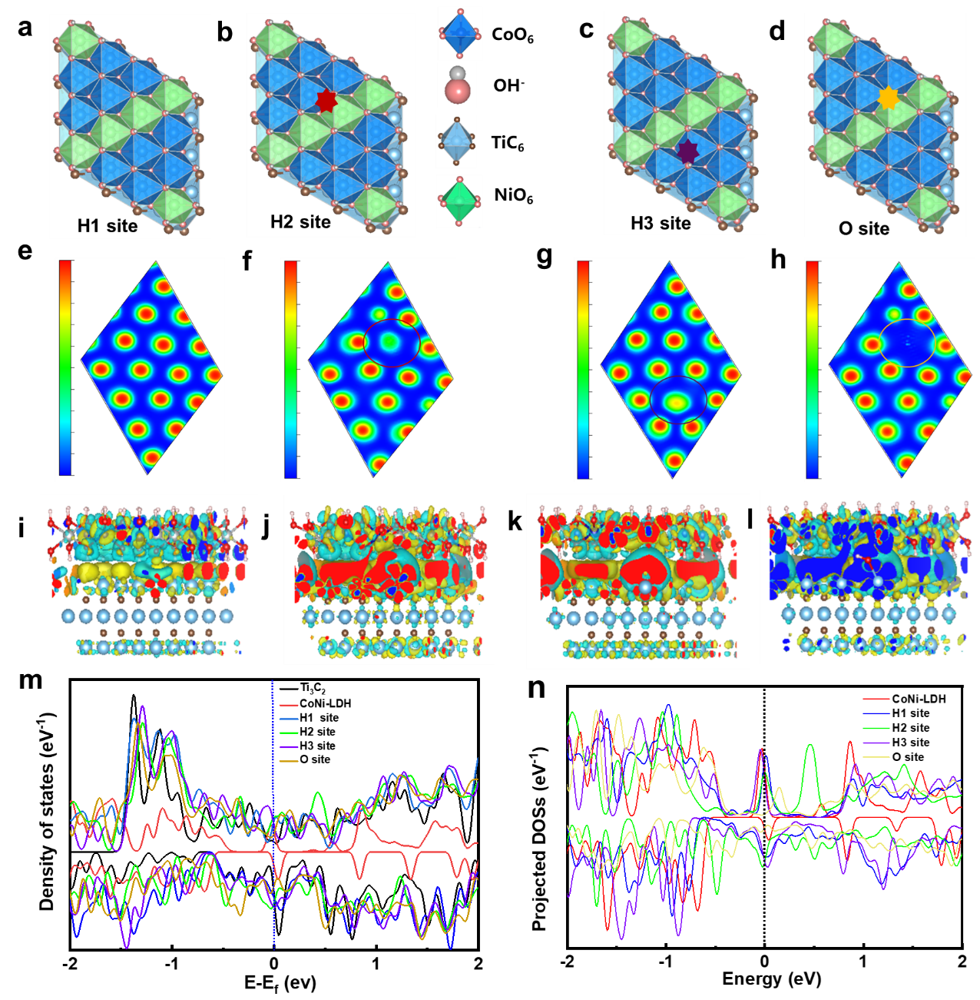 a
b
c
d
CoO6
OH-
TiC6
NiO6
H1 site
H2 site
H3 site
O site
e
f
g
h
i
j
k
l
m
Density of states (eV-1)
Ti3C2
CoNi-LDH
H1 site
H2 site
H3 site
O site
-2
-1
0
1
2
E-Ef (ev)
n
Projected DOSs (eV-1)
CoNi-LDH
H1 site
H2 site
H3 site
O site
-2
-1
0
1
2
Energy (eV)